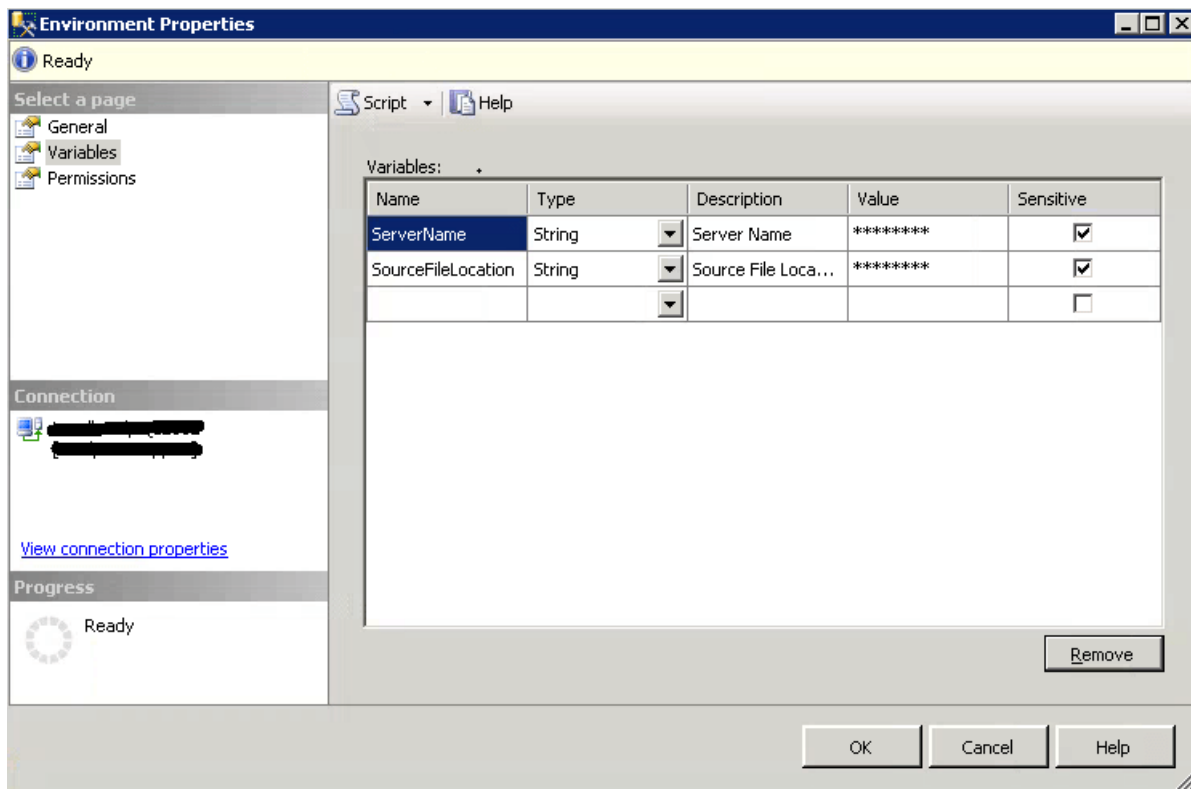 Environment Properties
Ready
Select a page
General
Variables
Permissions
Script Help
Variables:
Name Type Description Value Sensitive
ServerName String Server Name ********
SourceFileLocation String Source File Loca... ********
Connection
View connection properties
Progress
Ready
Remove
OK Cancel Help